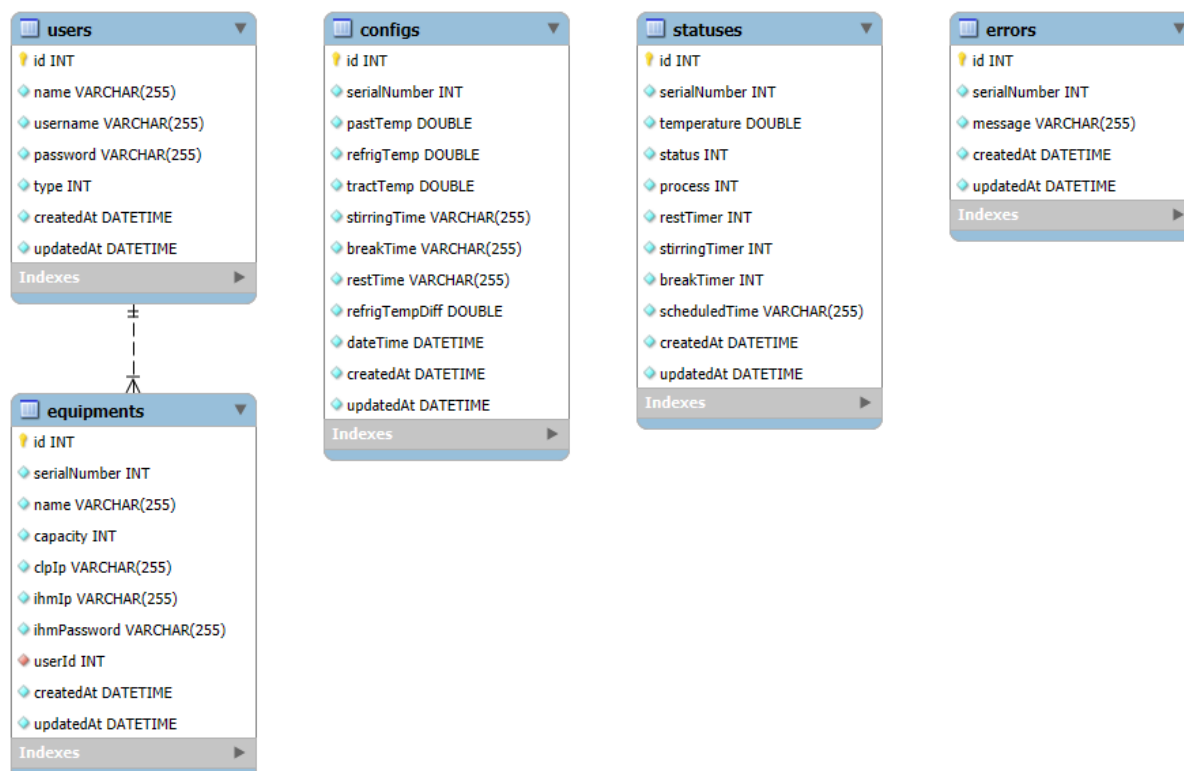 users
id INT
name VARCHAR(255)
username VARCHAR(255)
password VARCHAR(255)
type INT
createdAt DATETIME
updatedAt DATETIME
Indexes
equipments
id INT
serialNumber INT
name VARCHAR(255)
capacity INT
clpIp VARCHAR(255)
ihmIp VARCHAR(255)
ihmPassword VARCHAR(255)
userId INT
createdAt DATETIME
updatedAt DATETIME
Indexes
configs
id INT
serialNumber INT
pastTemp DOUBLE
refrigTemp DOUBLE
tractTemp DOUBLE
stirringTime VARCHAR(255)
breakTime VARCHAR(255)
restTime VARCHAR(255)
refrigTempDiff DOUBLE
dateTime DATETIME
createdAt DATETIME
updatedAt DATETIME
Indexes
statuses
id INT
serialNumber INT
temperature DOUBLE
status INT
process INT
restTimer INT
stirringTimer INT
breakTimer INT
scheduledTime VARCHAR(255)
createdAt DATETIME
updatedAt DATETIME
Indexes
errors
id INT
serialNumber INT
message VARCHAR(255)
createdAt DATETIME
updatedAt DATETIME
Indexes